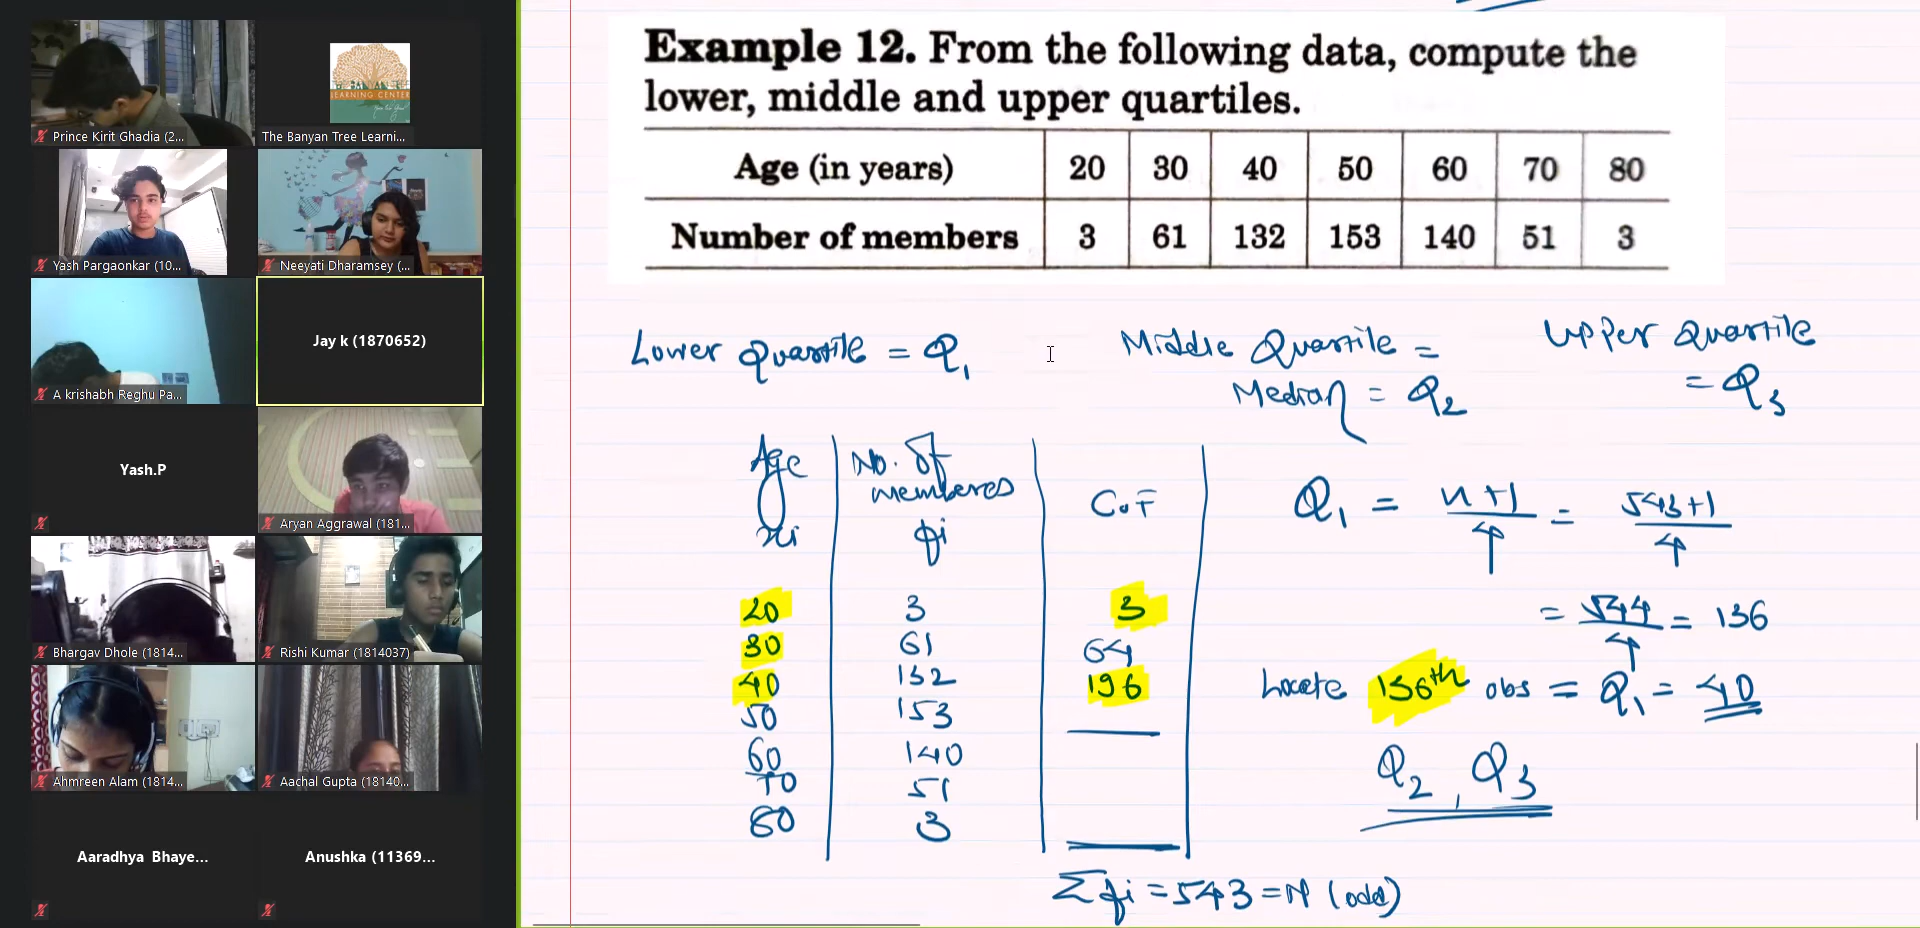 Prince Kirit Ghadia (2...
LEARNING CENTER
The Banyan Tree Learni...
Yash Pargaonkar (10...
Neeyati Dharamsey (...
A krishabh Reghu Pa...
Jay k (1870652)
Yash.P
Aryan Aggrawal (181...
Bhargav Dhole (1814...
Rishi Kumar (1814037)
Ahmreen Alam (1814...
Aachal Gupta (18140...
Aaradhya Bhaye...
Anushka (11369...
Example 12. From the following data, compute the
lower, middle and upper quartiles.
Age (in years) 20 30 40 50 60 70 80
Number of members 3 61 132 153 140 51 3
Lower Quartile = Q1
Middle Quartile =
Median = Q2
Upper Quartile
= Q3
Age xi
No. of members fi
C.F
20 3 3
30 61 64
40 132 196
50 153
60 140
70 51
80 3
Σfi = 543 = N (odd)
Q1 = n+1/4 = 543+1/4
= 544/4 = 136
Locate 136th obs = Q1 = 40
Q2, Q3